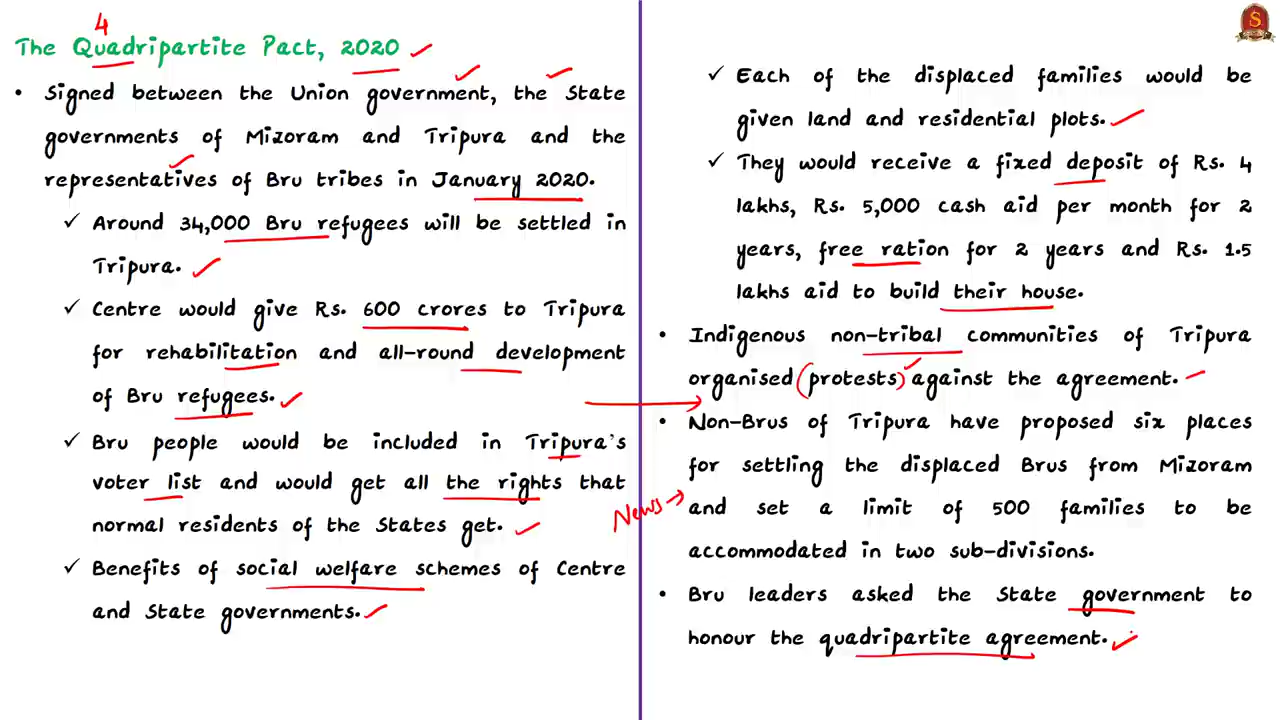 4
The Quadripartite Pact, 2020
• Signed between the Union government, the State
governments of Mizoram and Tripura and the
representatives of Bru tribes in January 2020.
✓ Around 34,000 Bru refugees will be settled in
Tripura.
✓ Centre would give Rs. 600 crores to Tripura
for rehabilitation and all-round development
of Bru refugees.
✓ Bru people would be included in Tripura's
voter list and would get all the rights that
normal residents of the States get.
✓ Benefits of social welfare schemes of Centre
and State governments.
✓ Each of the displaced families would be
given land and residential plots.
✓ They would receive a fixed deposit of Rs. 4
lakhs, Rs. 5,000 cash aid per month for 2
years, free ration for 2 years and Rs. 1.5
lakhs aid to build their house.
• Indigenous non-tribal communities of Tripura
organised (protests) against the agreement.
• Non-Brus of Tripura have proposed six places
for settling the displaced Brus from Mizoram
News → and set a limit of 500 families to be
accommodated in two sub-divisions.
• Bru leaders asked the State government to
honour the quadripartite agreement.
S